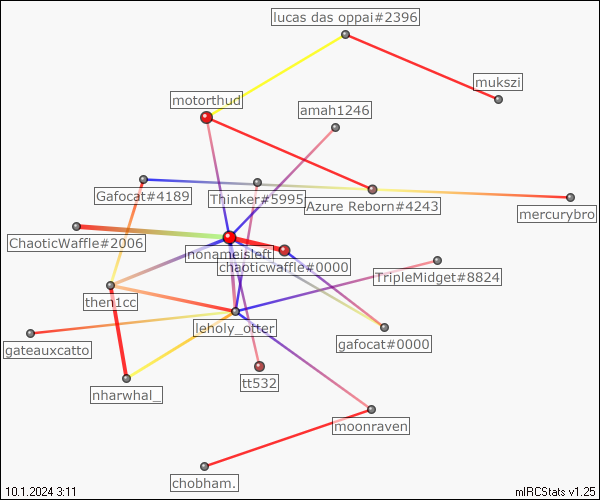 lucas das oppai#2396
mukszi
motorthud
amah1246
Gafocat#4189
Thinker#5995
Azure Reborn#4243
mercurybro
ChaoticWaffle#2006
nonameisleft
chaoticwaffle#0000
TripleMidget#8824
then1cc
leholy_otter
gafocat#0000
gateauxcatto
tt532
nharwhal_
moonraven
chobham.
10.1.2024 3:11
mIRCStats v1.25